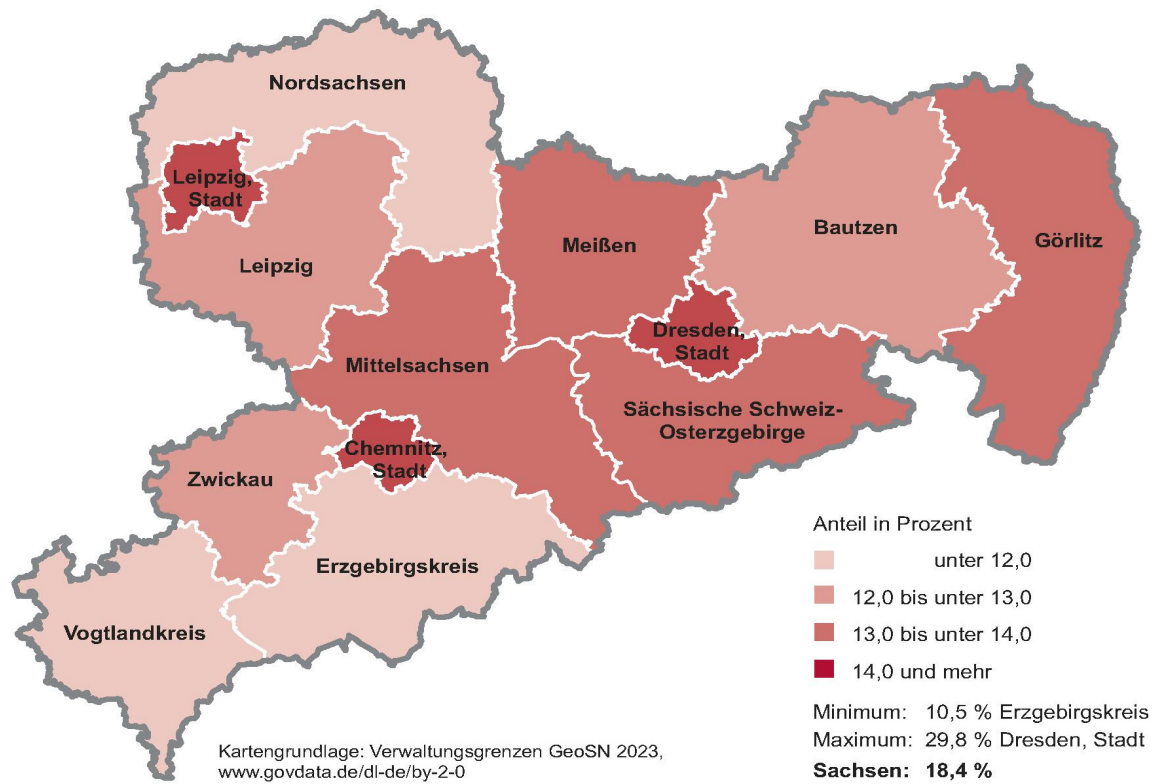 Nordsachsen
Leipzig,
Stadt
Leipzig
Meißen
Bautzen
Görlitz
Dresden,
Stadt
Mittelsachsen
Sächsische Schweiz-
Osterzgebirge
Chemnitz,
Stadt
Zwickau
Erzgebirgskreis
Vogtlandkreis
Anteil in Prozent
unter 12,0
12,0 bis unter 13,0
13,0 bis unter 14,0
14,0 und mehr
Minimum: 10,5 % Erzgebirgskreis
Maximum: 29,8 % Dresden, Stadt
Sachsen: 18,4 %
Kartengrundlage: Verwaltungsgrenzen GeoSN 2023,
www.govdata.de/dl-de/by-2-0